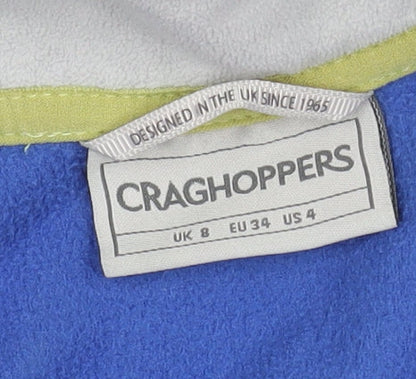 DESIGNED IN THE UK SINCE 1965
CRAGHOPPERS
UK 8 EU 34 US 4